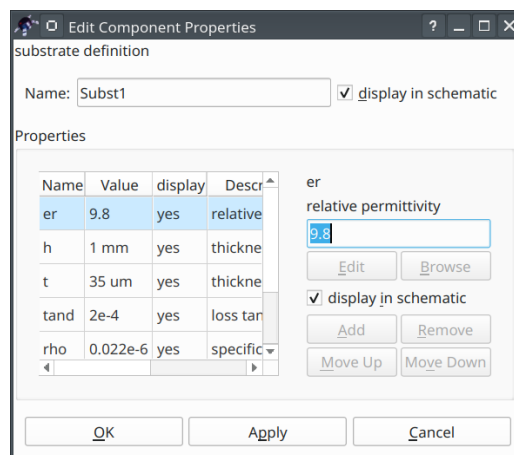 Edit Component Properties
substrate definition
Name: Subst1 display in schematic
Properties
Name Value display Descr
er 9.8 yes relative
h 1 mm yes thickne
t 35 um yes thickne
tand 2e-4 yes loss tan
rho 0.022e-6 yes specific
er
relative permittivity
9.8
Edit Browse
display in schematic
Add Remove
Move Up Move Down
OK Apply Cancel